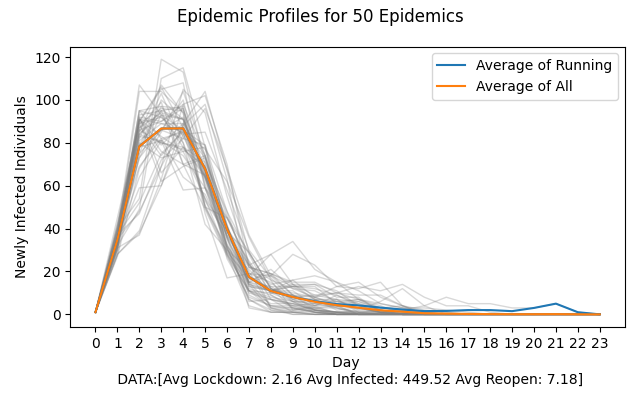 Epidemic Profiles for 50 Epidemics
120
100
80
60
40
20
0
Newly Infected Individuals
Average of Running
Average of All
0 1 2 3 4 5 6 7 8 9 10 11 12 13 14 15 16 17 18 19 20 21 22 23
Day
DATA:[Avg Lockdown: 2.16 Avg Infected: 449.52 Avg Reopen: 7.18]